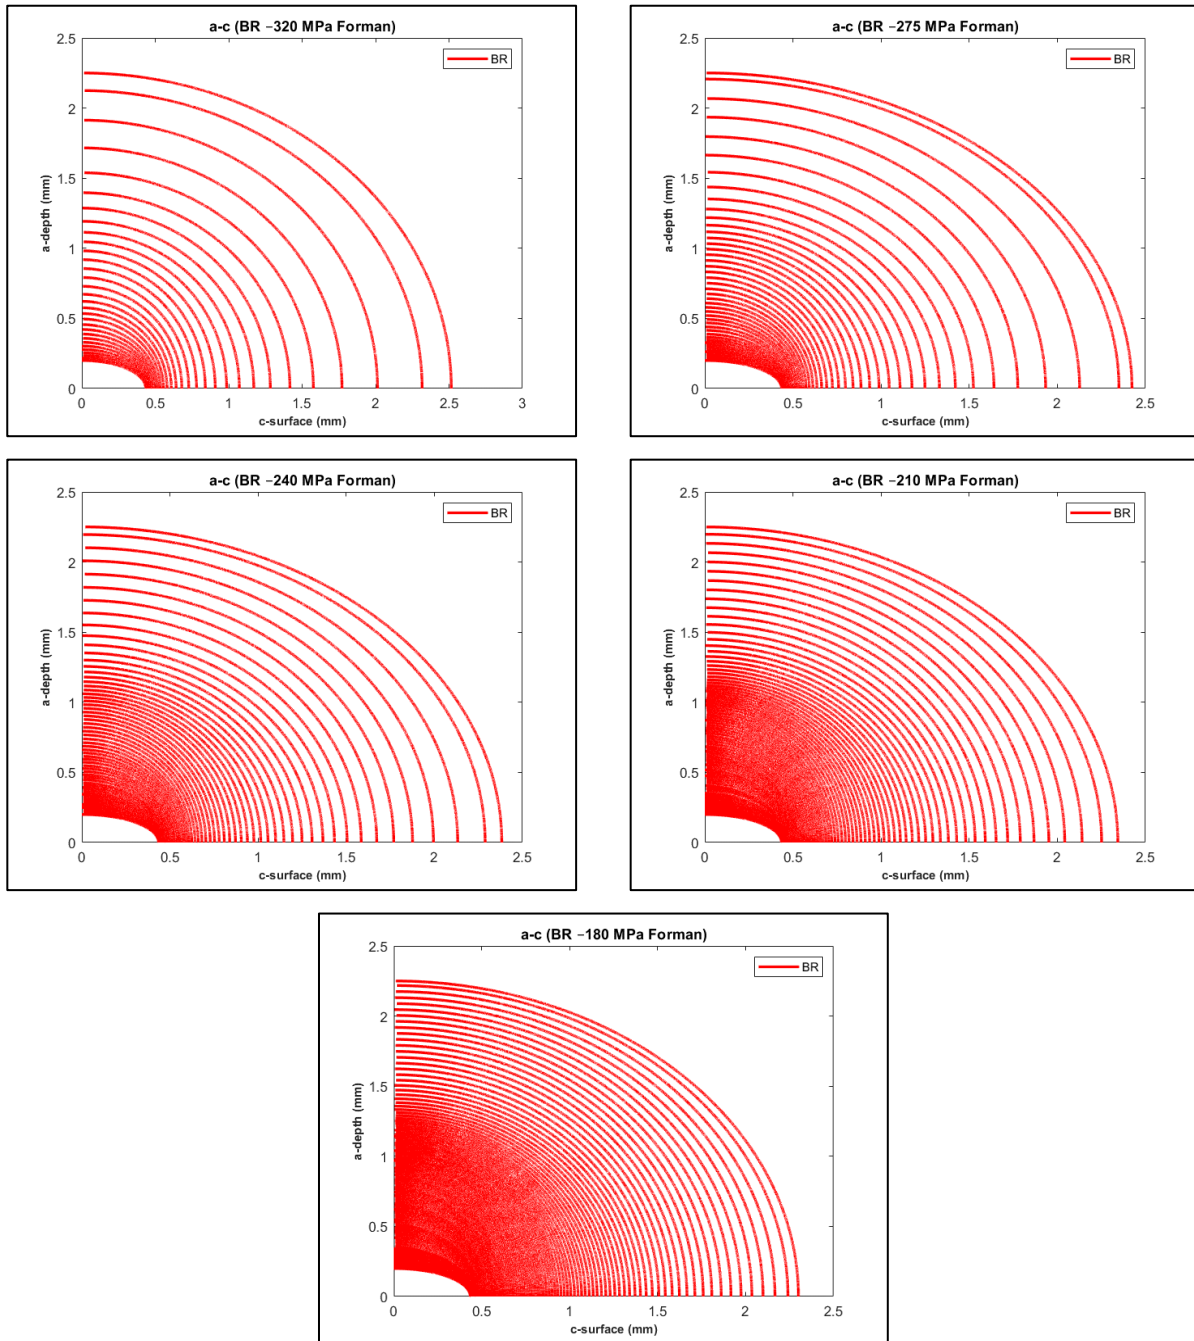 a-c (BR −320 MPa Forman)
2.5
BR
2
1.5
a-depth (mm)
1
0.5
0
0 0.5 1 1.5 2 2.5 3
c-surface (mm)
a-c (BR −275 MPa Forman)
2.5
BR
2
1.5
a-depth (mm)
1
0.5
0
0 0.5 1 1.5 2 2.5
c-surface (mm)
a-c (BR −240 MPa Forman)
2.5
BR
2
1.5
a-depth (mm)
1
0.5
0
0 0.5 1 1.5 2 2.5
c-surface (mm)
a-c (BR −210 MPa Forman)
2.5
BR
2
1.5
a-depth (mm)
1
0.5
0
0 0.5 1 1.5 2 2.5
c-surface (mm)
a-c (BR −180 MPa Forman)
2.5
BR
2
1.5
a-depth (mm)
1
0.5
0
0 0.5 1 1.5 2 2.5
c-surface (mm)